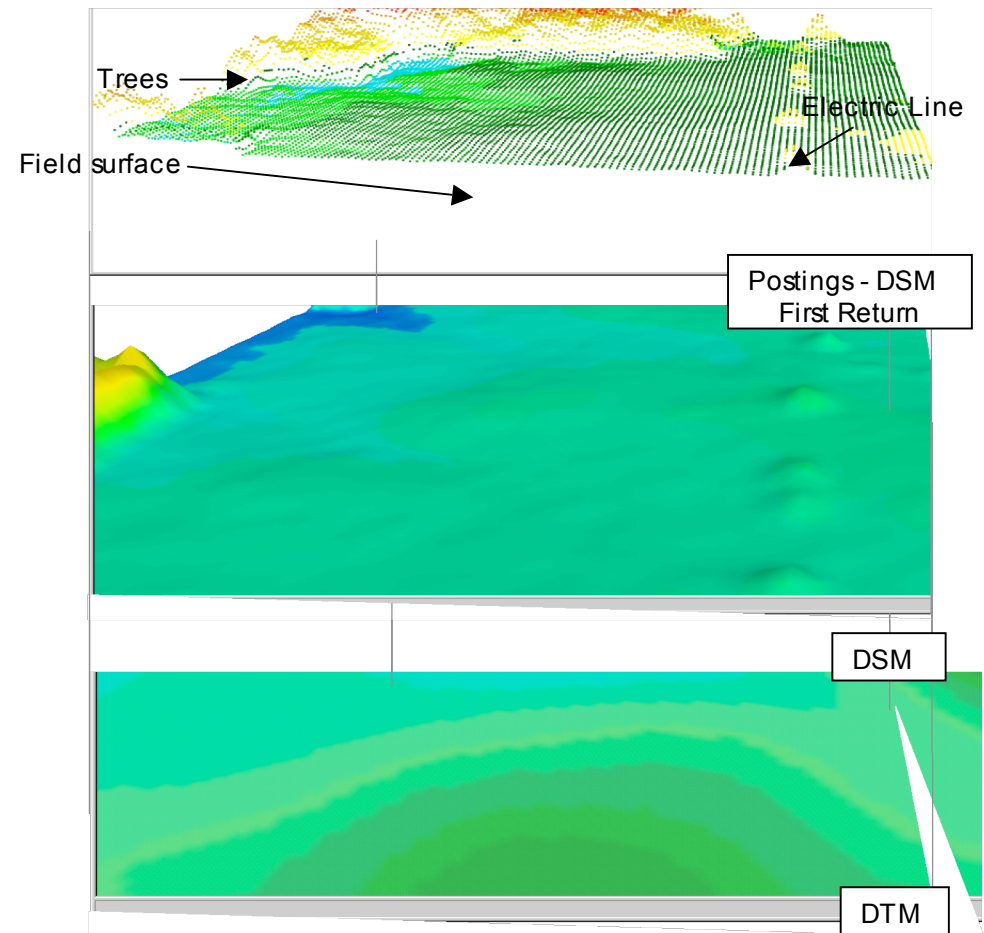 Trees
Electric Line
Field surface
Postings - DSM
First Return
DSM
DTM